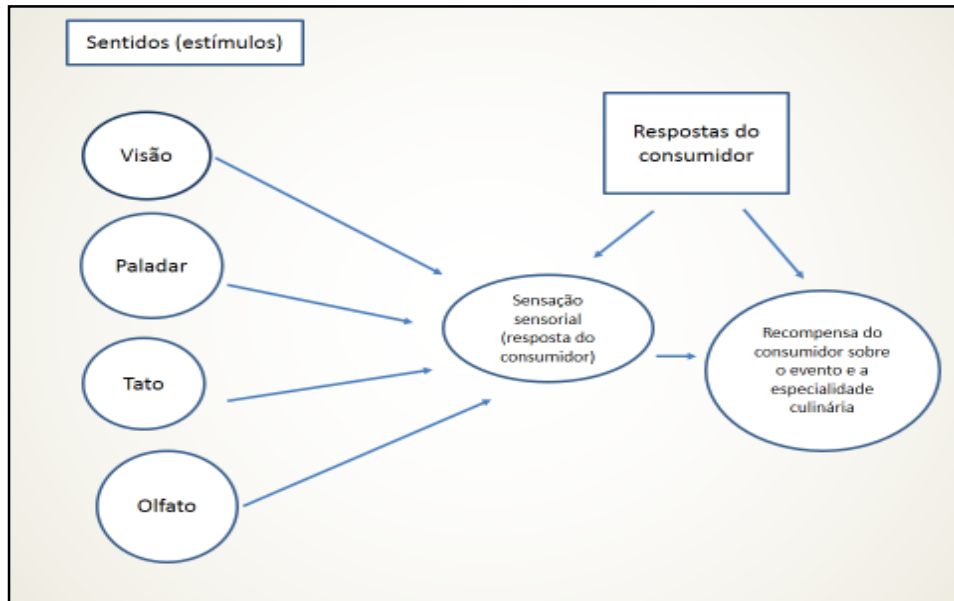 Sentidos (estímulos)
Visão
Paladar
Tato
Olfato
Respostas do
consumidor
Sensação
sensorial
(resposta do
consumidor)
Recompensa do
consumidor sobre
o evento e a
especialidade
culinária